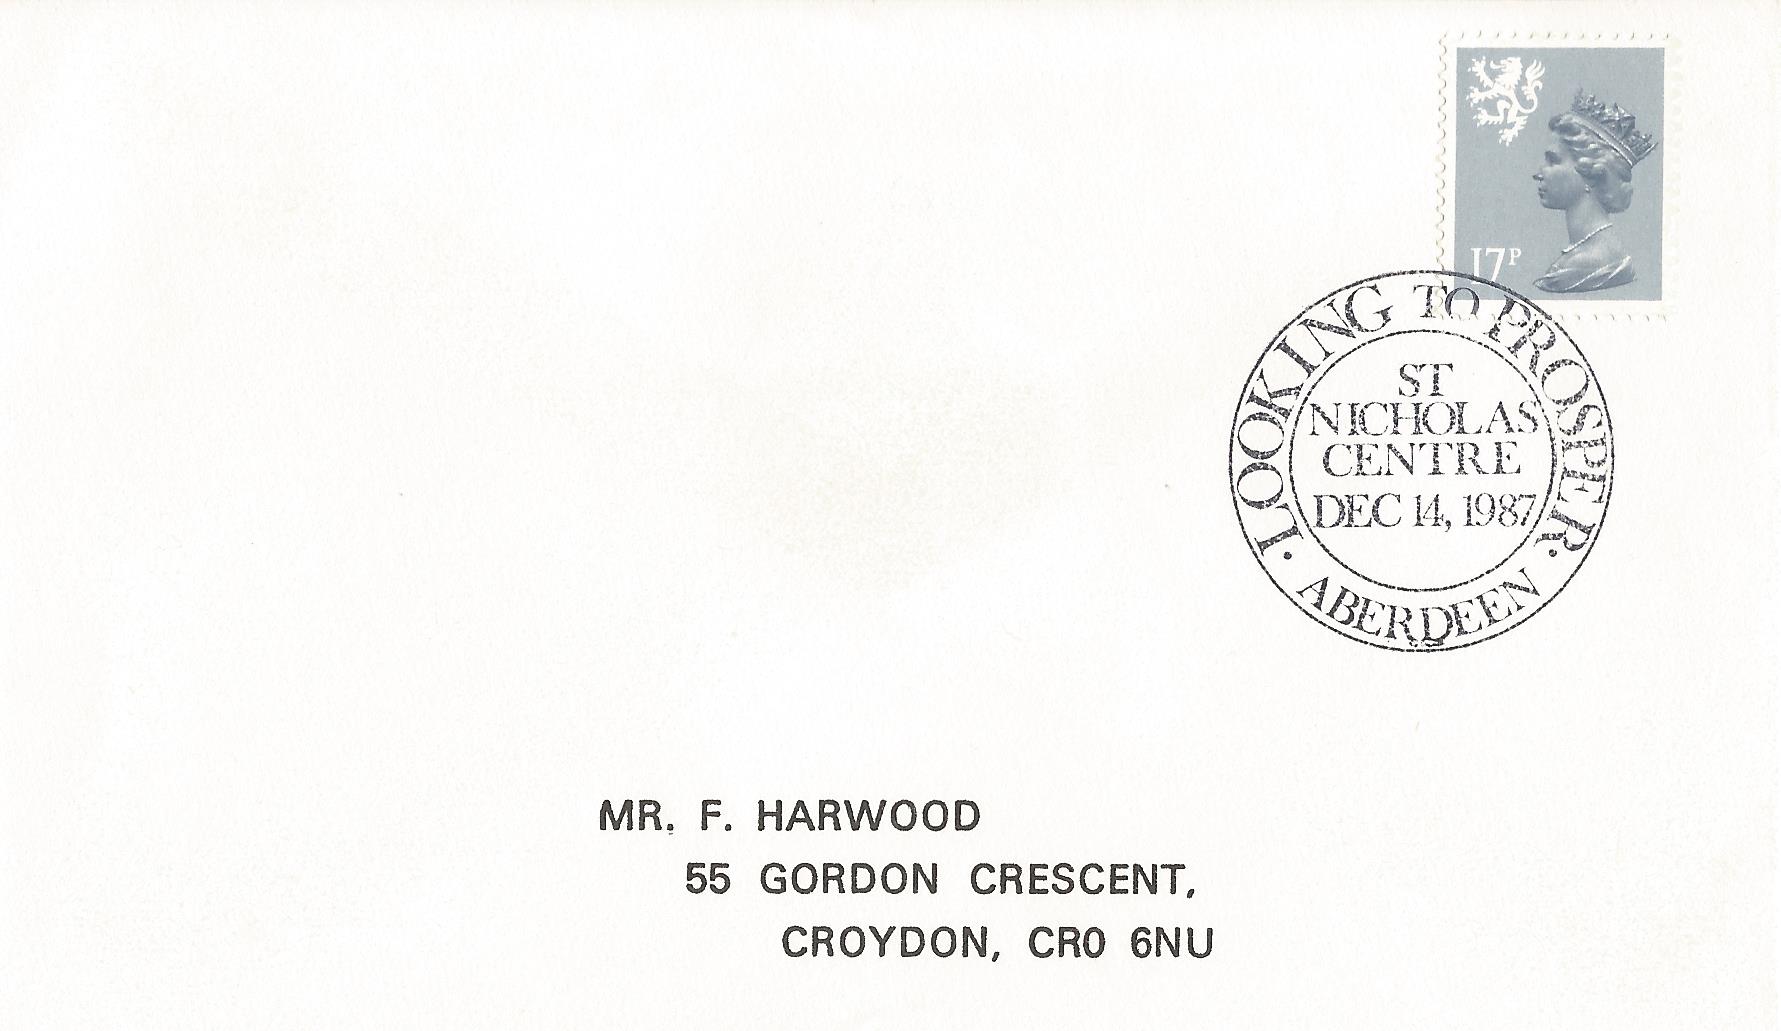 17P
LOOKING TO PROSPER
ST
NICHOLAS
CENTRE
DEC 14, 1987
ABERDEEN
MR. F. HARWOOD
55 GORDON CRESCENT,
CROYDON, CR0 6NU